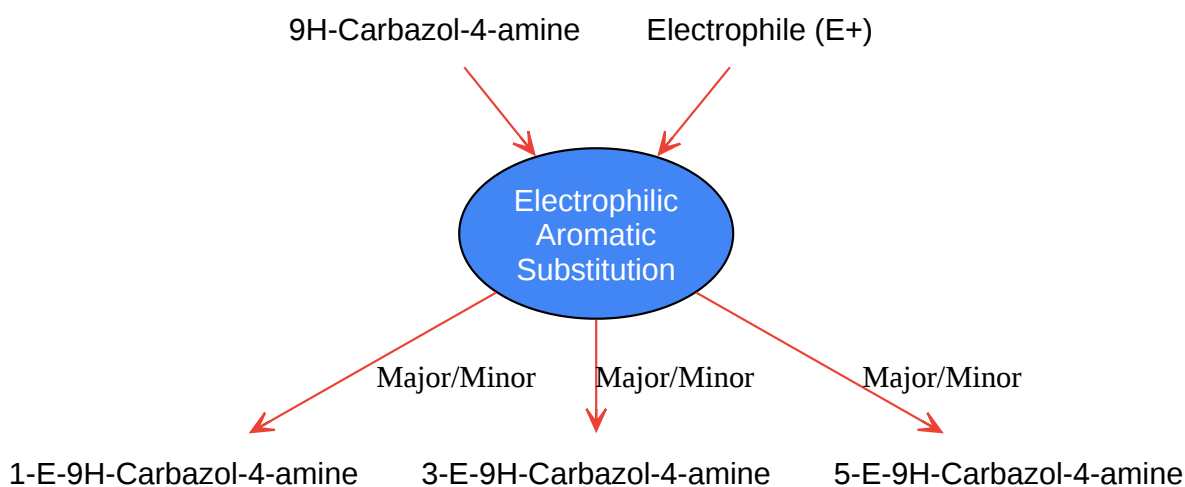 9H-Carbazol-4-amine
Electrophile (E+)
Electrophilic
Aromatic
Substitution
Major/Minor
Major/Minor
Major/Minor
1-E-9H-Carbazol-4-amine
3-E-9H-Carbazol-4-amine
5-E-9H-Carbazol-4-amine